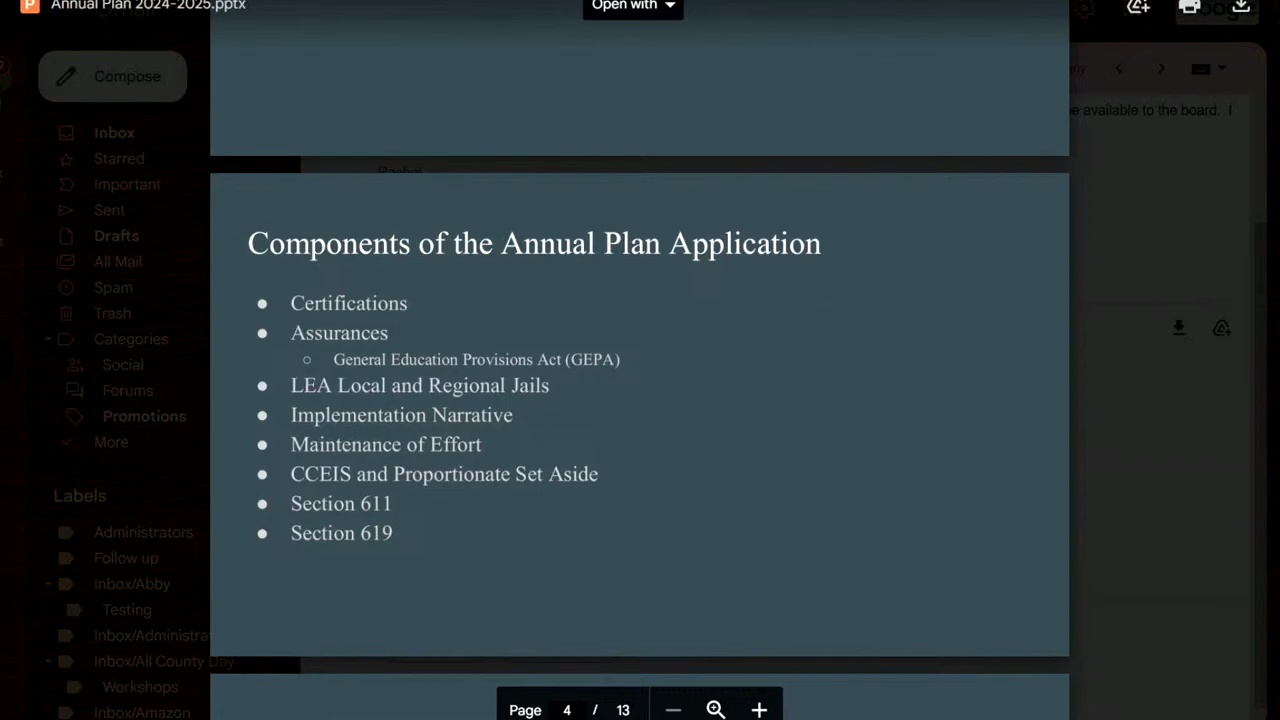 Annual Plan 2024-2025.pptx
Open with
Compose
any
e available to the board. I
Inbox
Starred
Important
Sent
Drafts
All Mail
Spam
Trash
Categories
Social
Forums
Promotions
More
Labels
Administrators
Follow up
Inbox/Abby
Testing
Inbox/Administra
Inbox/All County Day
Workshops
Inbox/Amazon
Components of the Annual Plan Application
● Certifications
● Assurances
○ General Education Provisions Act (GEPA)
● LEA Local and Regional Jails
● Implementation Narrative
● Maintenance of Effort
● CCEIS and Proportionate Set Aside
● Section 611
● Section 619
Page 4 / 13